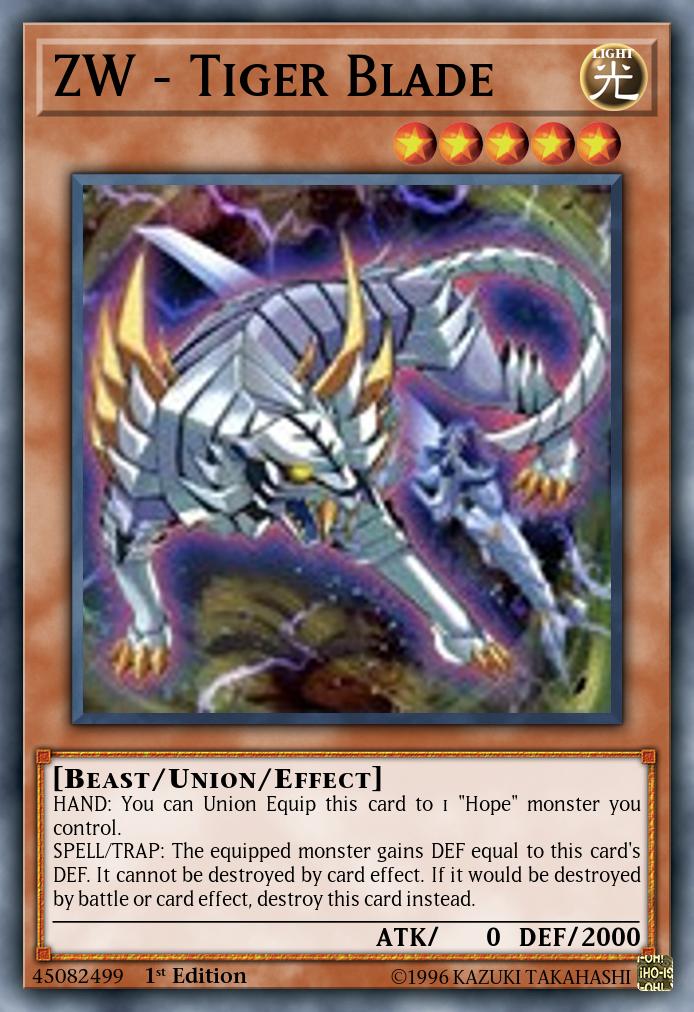 ZW - Tiger Blade
LIGHT
光
[Beast/Union/Effect]
HAND: You can Union Equip this card to 1 "Hope" monster you
control.
SPELL/TRAP: The equipped monster gains DEF equal to this card's
DEF. It cannot be destroyed by card effect. If it would be destroyed
by battle or card effect, destroy this card instead.
ATK/ 0 DEF/2000
45082499 1st Edition ©1996 KAZUKI TAKAHASHI